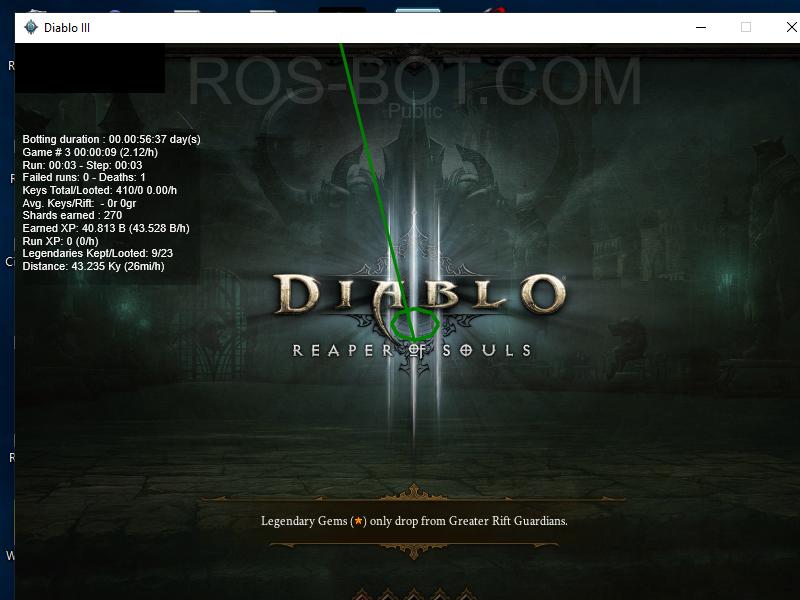 Diablo III
ROS-BOT.COM
Public
Botting duration : 00.00:56:37 day(s)
Game # 3 00:00:09 (2.12/h)
Run: 00:03 - Step: 00:03
Failed runs: 0 - Deaths: 1
Keys Total/Looted: 410/0 0.00/h
Avg. Keys/Rift:  - 0r 0gr
Shards earned : 270
Earned XP: 40.813 B (43.528 B/h)
Run XP: 0 (0/h)
Legendaries Kept/Looted: 9/23
Distance: 43.235 Ky (26mi/h)
DIABLO
REAPER OF SOULS
Legendary Gems (*) only drop from Greater Rift Guardians.